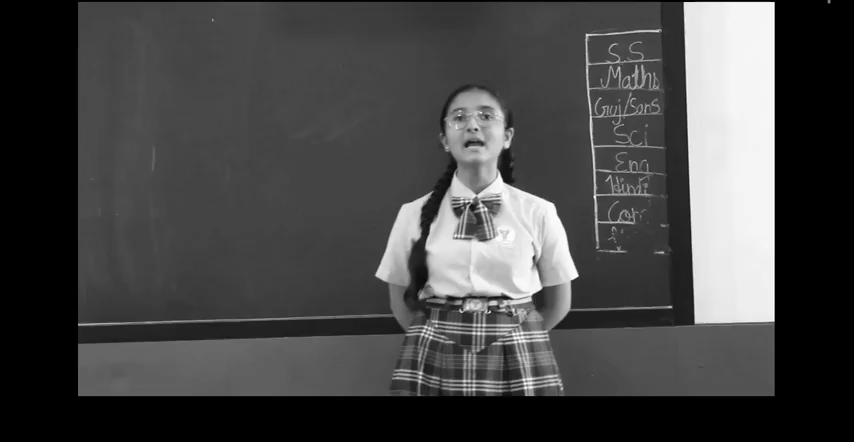 S.S
Maths
Guj/Sans
Sci
Eng
Hindi